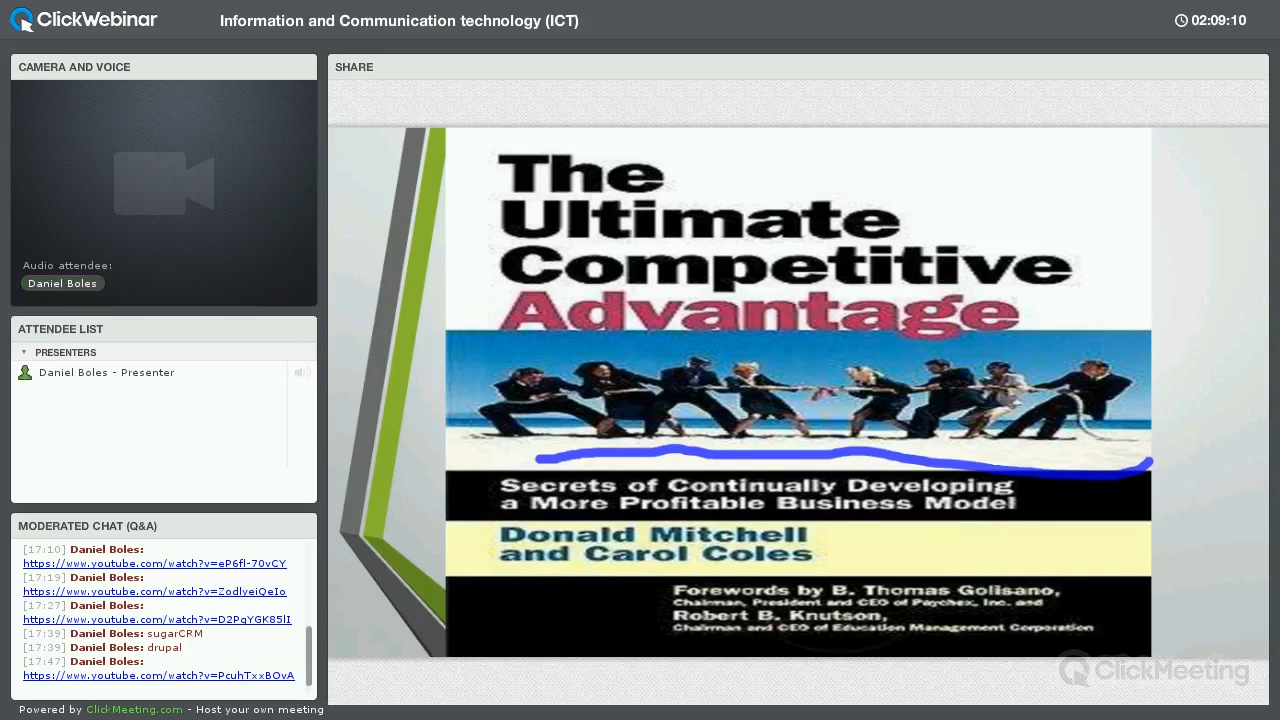 ClickWebinar
Information and Communication technology (ICT)
02:09:10
CAMERA AND VOICE
Audio attendee:
Daniel Boles
ATTENDEE LIST
PRESENTERS
Daniel Boles - Presenter
MODERATED CHAT (Q&A)
[17:10] Daniel Boles:
https://www.youtube.com/watch?v=eP6fl-70vCY
[17:19] Daniel Boles:
https://www.youtube.com/watch?v=ZodlveiQeIo
[17:27] Daniel Boles:
https://www.youtube.com/watch?v=D2PqYGK85lI
[17:39] Daniel Boles: sugarCRM
[17:39] Daniel Boles: drupal
[17:47] Daniel Boles:
https://www.youtube.com/watch?v=PcuhTxxBOvA
Powered by ClickMeeting.com - Host your own meeting
SHARE
The
Ultimate
Competitive
Advantage
Secrets of Continually Developing
a More Profitable Business Model
Donald Mitchell
and Carol Coles
Forewords by B. Thomas Golisano,
Chairman, President and CEO of Paychex, Inc. and
Robert B. Knutson,
Chairman and CEO of Education Management Corporation
ClickMeeting